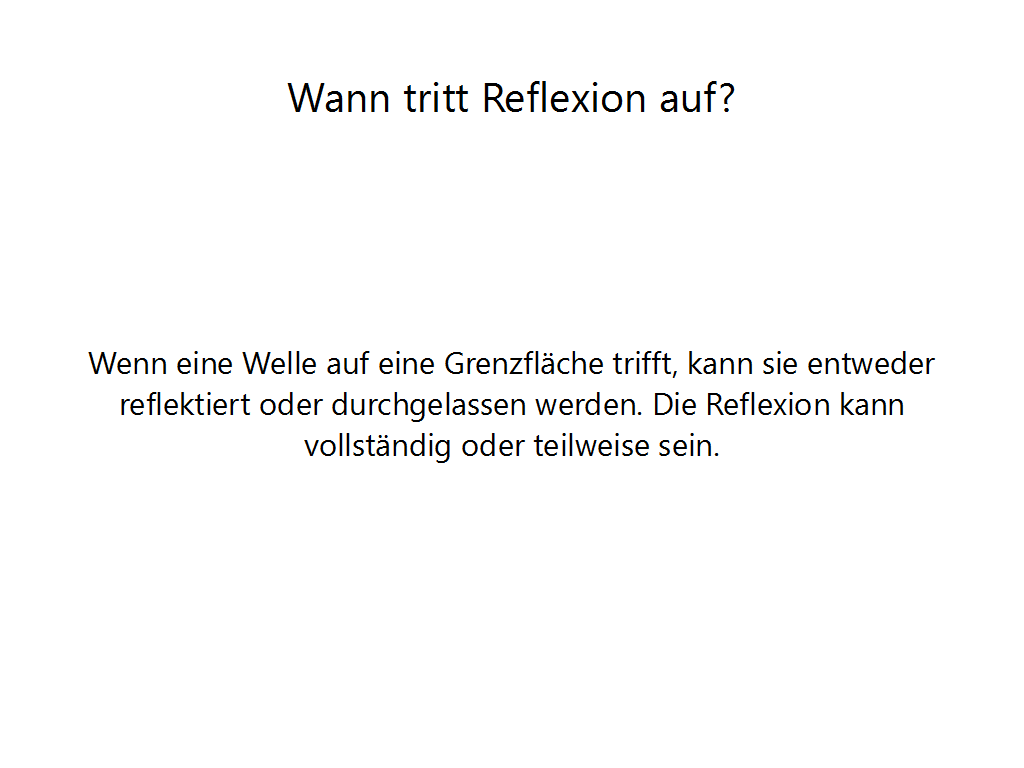 Wann tritt Reflexion auf?
Wenn eine Welle auf eine Grenzfläche trifft, kann sie entweder
reflektiert oder durchgelassen werden. Die Reflexion kann
vollständig oder teilweise sein.